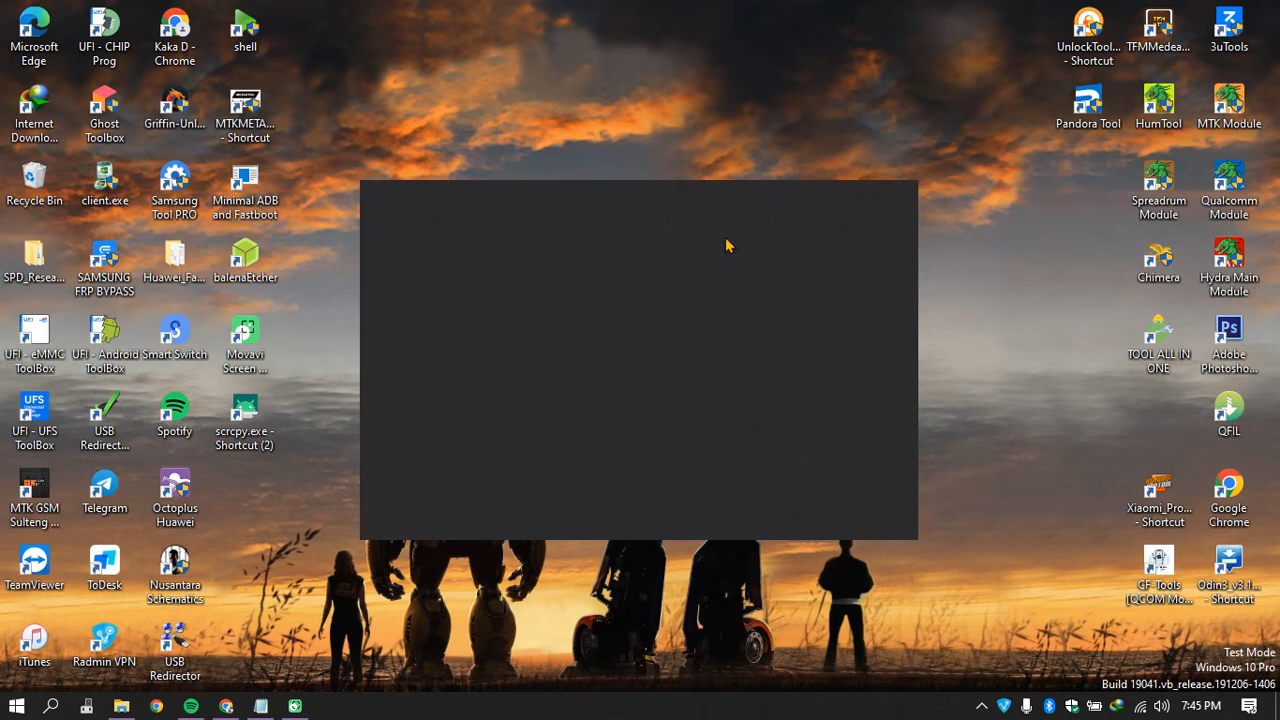 Microsoft
Edge
UFI - CHIP
Prog
Kaka D -
Chrome
shell
Internet
Downlo...
Ghost
Toolbox
Griffin-Unl...
MTKMETA...
- Shortcut
Recycle Bin
client.exe
Samsung
Tool PRO
Minimal ADB
and Fastboot
SPD_Resea...
SAMSUNG
FRP BYPASS
Huawei_Fa...
balenaEtcher
UFI - eMMC
ToolBox
UFI - Android
ToolBox
Smart Switch
Movavi
Screen ...
UFS
UFI - UFS
ToolBox
USB
Redirect...
Spotify
scrcpy.exe -
Shortcut (2)
MTK GSM
Sulteng ...
Telegram
Octoplus
Huawei
TeamViewer
ToDesk
Nusantara
Schematics
iTunes
Radmin VPN
USB
Redirector
UnlockTool...
- Shortcut
TFMMedea...
3uTools
Pandora Tool
HumTool
MTK Module
Spreadrum
Module
Qualcomm
Module
Chimera
Hydra Main
Module
TOOL ALL IN
ONE
Ps
Adobe
Photosho...
QFIL
Xiaomi_Pro...
- Shortcut
Google
Chrome
CF-Tools
[QCOM] Mo...
Odin3_v3.1...
- Shortcut
Test Mode
Windows 10 Pro
Build 19041.vb_release.191206-1406
7:45 PM